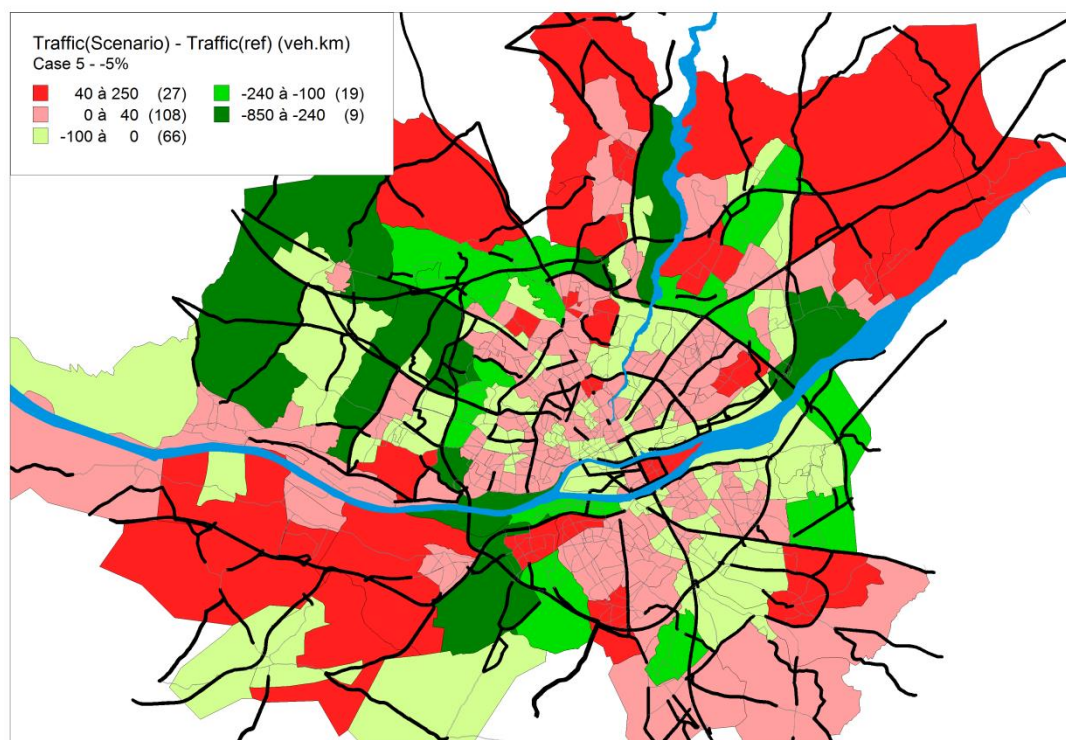 Traffic(Scenario) - Traffic(ref) (veh.km)
Case 5 - -5%
40 à 250 (27)
0 à 40 (108)
-100 à 0 (66)
-240 à -100 (19)
-850 à -240 (9)